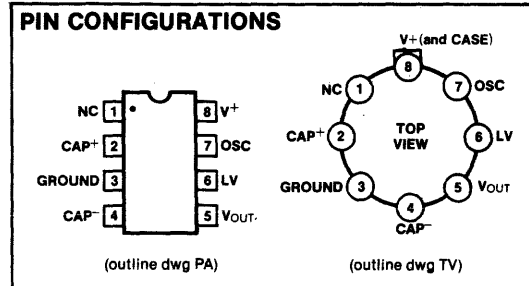 PIN CONFIGURATIONS
NC 1
CAP+ 2
GROUND 3
CAP- 4
8 V+
7 OSC
6 LV
5 VOUT.
(outline dwg PA)
V+ (and CASE)
8
NC 1
7 OSC
CAP+ 2
TOP
VIEW
6 LV
GROUND 3
5 VOUT
4
CAP-
(outline dwg TV)